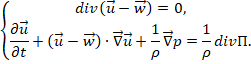 div(u⃗ − w⃗) = 0,
∂u⃗/∂t + (u⃗ − w⃗) · ∇⃗u⃗ + 1/ρ ∇⃗p = 1/ρ divΠ.